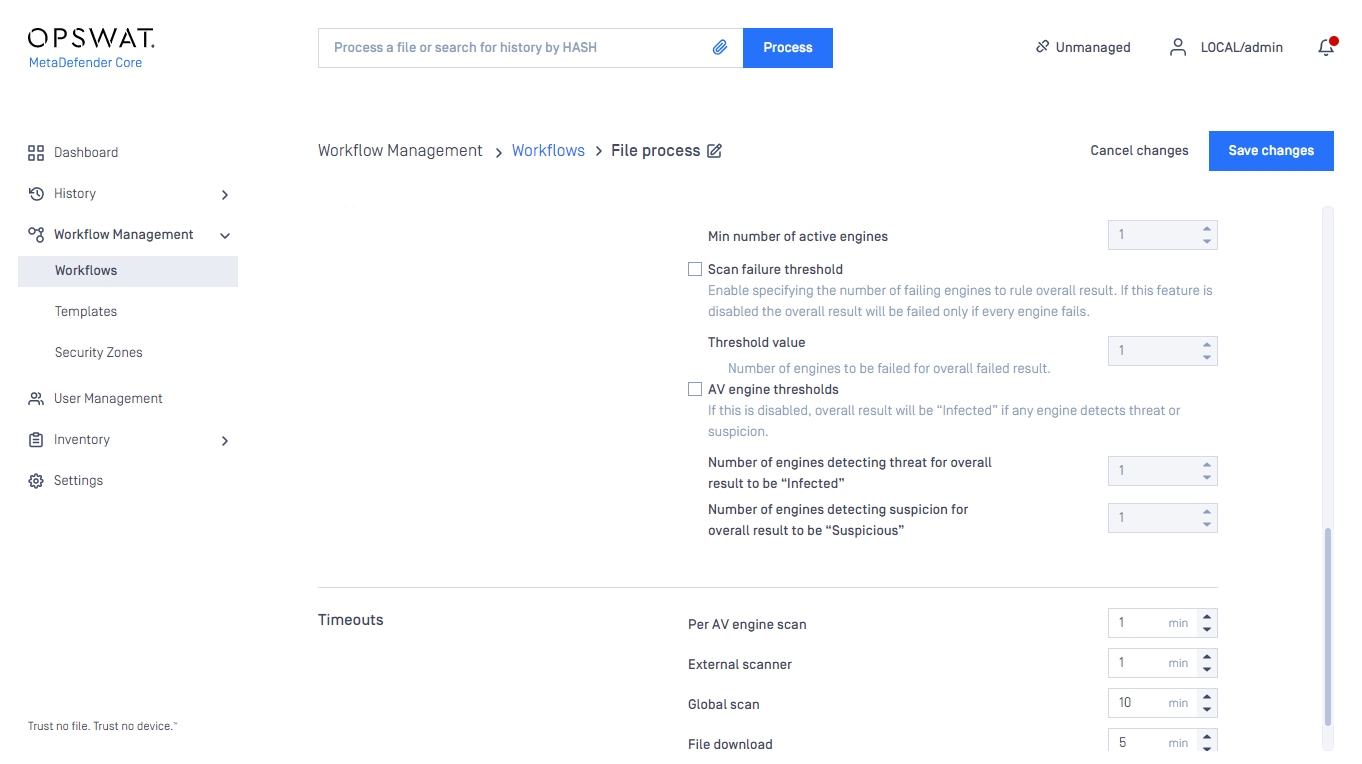 OPSWAT.
MetaDefender Core
Process a file or search for history by HASH
Process
Unmanaged
LOCAL/admin
Workflow Management > Workflows > File process
Cancel changes
Save changes
Dashboard
History
Workflow Management
Workflows
Templates
Security Zones
User Management
Inventory
Settings
Trust no file. Trust no device.™
Min number of active engines
1
Scan failure threshold
Enable specifying the number of failing engines to rule overall result. If this feature is
disabled the overall result will be failed only if every engine fails.
Threshold value
1
Number of engines to be failed for overall failed result.
AV engine thresholds
If this is disabled, overall result will be “Infected” if any engine detects threat or
suspicion.
Number of engines detecting threat for overall
result to be “Infected”
1
Number of engines detecting suspicion for
overall result to be “Suspicious”
1
Timeouts
Per AV engine scan
1 min
External scanner
1 min
Global scan
10 min
File download
5 min